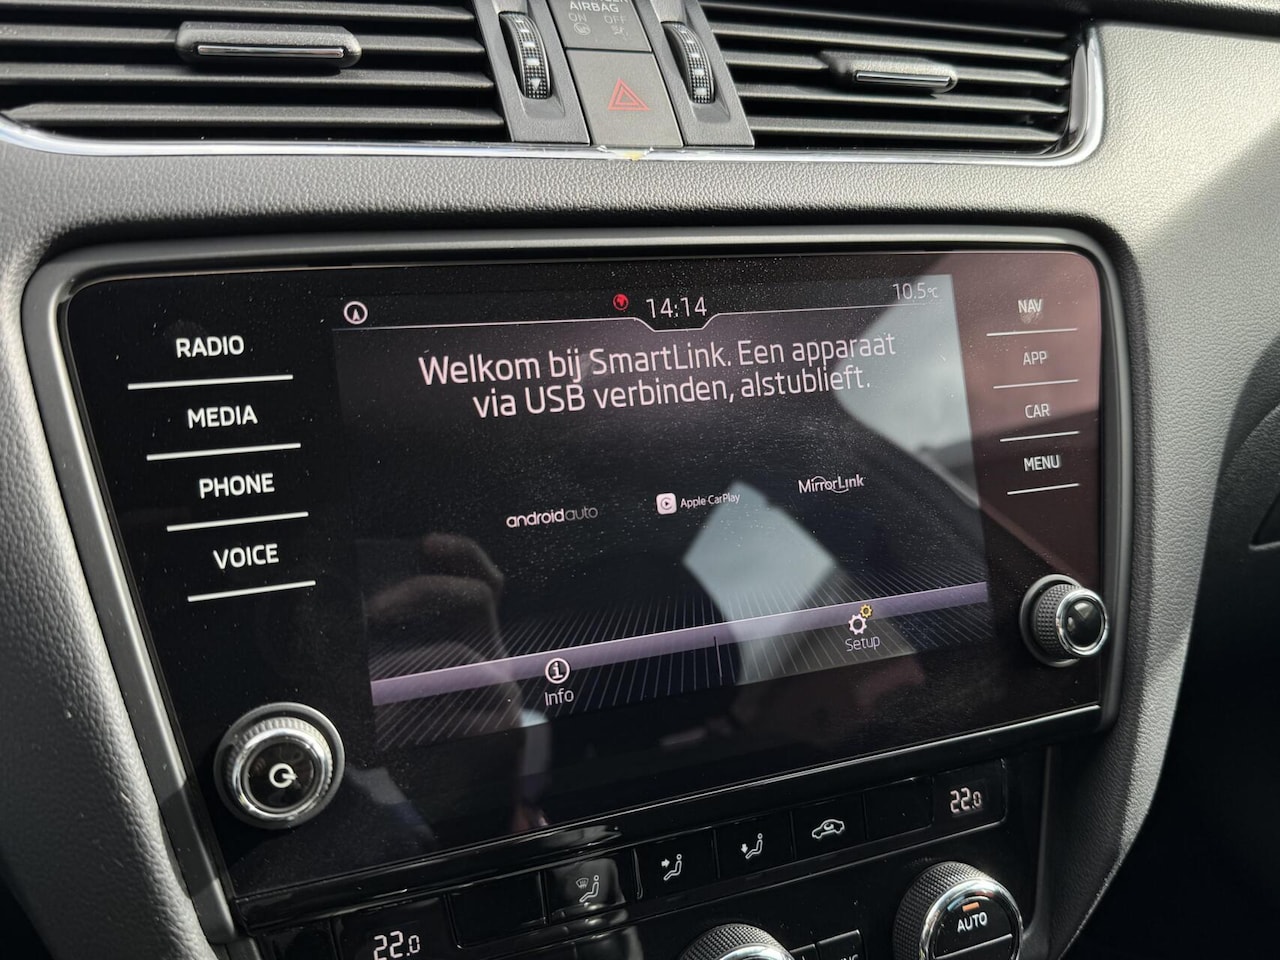 AIRBAG
ON OFF
14:14
10.5°C
RADIO
MEDIA
PHONE
VOICE
Welkom bij SmartLink. Een apparaat
via USB verbinden, alstublieft.
androidauto
Apple CarPlay
MirrorLink
Info
Setup
NAV
APP
CAR
MENU
22.0
22.0
AUTO